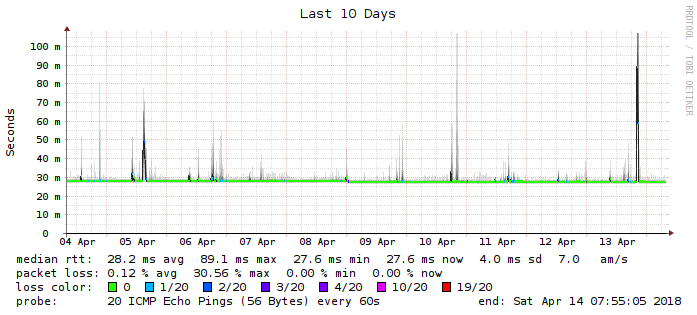 Last 10 Days
RRDTOOL / TOBI OETIKER
Seconds
100 m
90 m
80 m
70 m
60 m
50 m
40 m
30 m
20 m
10 m
0
04 Apr 05 Apr 06 Apr 07 Apr 08 Apr 09 Apr 10 Apr 11 Apr 12 Apr 13 Apr
median rtt: 28.2 ms avg 89.1 ms max 27.6 ms min 27.6 ms now 4.0 ms sd 7.0 am/s
packet loss: 0.12 % avg 30.56 % max 0.00 % min 0.00 % now
loss color: 0 1/20 2/20 3/20 4/20 10/20 19/20
probe: 20 ICMP Echo Pings (56 Bytes) every 60s end: Sat Apr 14 07:55:05 2018